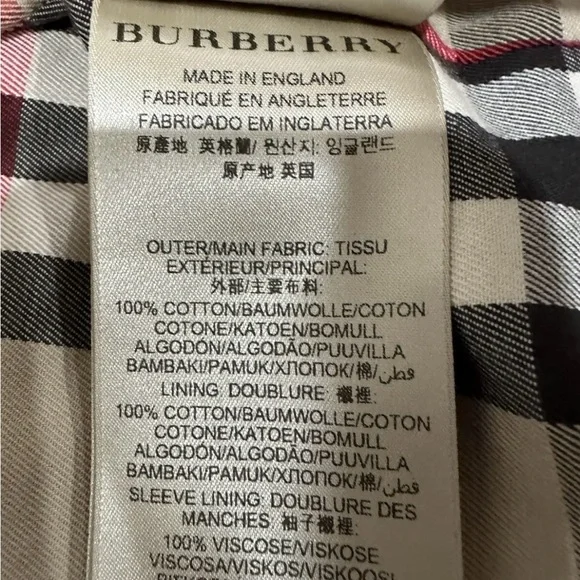 BURBERRY
MADE IN ENGLAND
FABRIQUÉ EN ANGLETERRE
FABRICADO EM INGLATERRA
原產地 英格蘭/ 원산지: 잉글랜드
原产地 英国
OUTER/MAIN FABRIC: TISSU
EXTÉRIEUR/PRINCIPAL:
外部/主要布料:
100% COTTON/BAUMWOLLE/COTON
COTONE/KATOEN/BOMULL
ALGODÓN/ALGODÃO/PUUVILLA
BAMBAKI/PAMUK/ХЛОПОК/棉/قطن
LINING: DOUBLURE: 襯裡:
100% COTTON/BAUMWOLLE/COTON
COTONE/KATOEN/BOMULL
ALGODÓN/ALGODÃO/PUUVILLA
BAMBAKI/PAMUK/ХЛОПОК/棉/قطن
SLEEVE LINING: DOUBLURE DES
MANCHES: 袖子襯裡:
100% VISCOSE/VISKOSE
VISCOSA/VISKOS/VISKOOSI